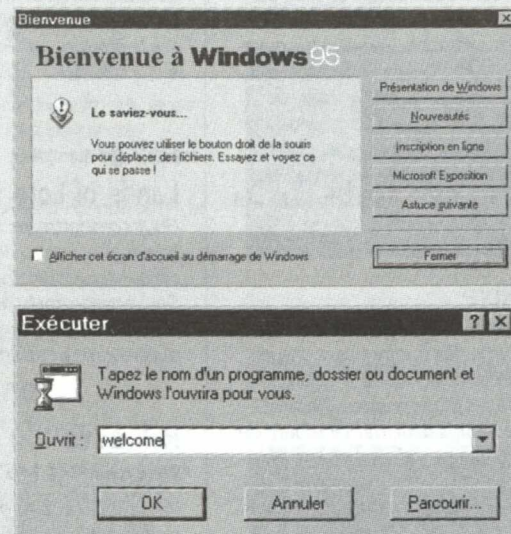 Bienvenue
Bienvenue à Windows 95
Le saviez-vous...
Vous pouvez utiliser le bouton droit de la souris
pour déplacer des fichiers. Essayez et voyez ce
qui se passe !
Présentation de Windows
Nouveautés
Inscription en ligne
Microsoft Exposition
Astuce suivante
Afficher cet écran d'accueil au démarrage de Windows
Fermer
Exécuter
Tapez le nom d'un programme, dossier ou document et
Windows l'ouvrira pour vous.
Ouvrir :
welcome
OK
Annuler
Parcourir...